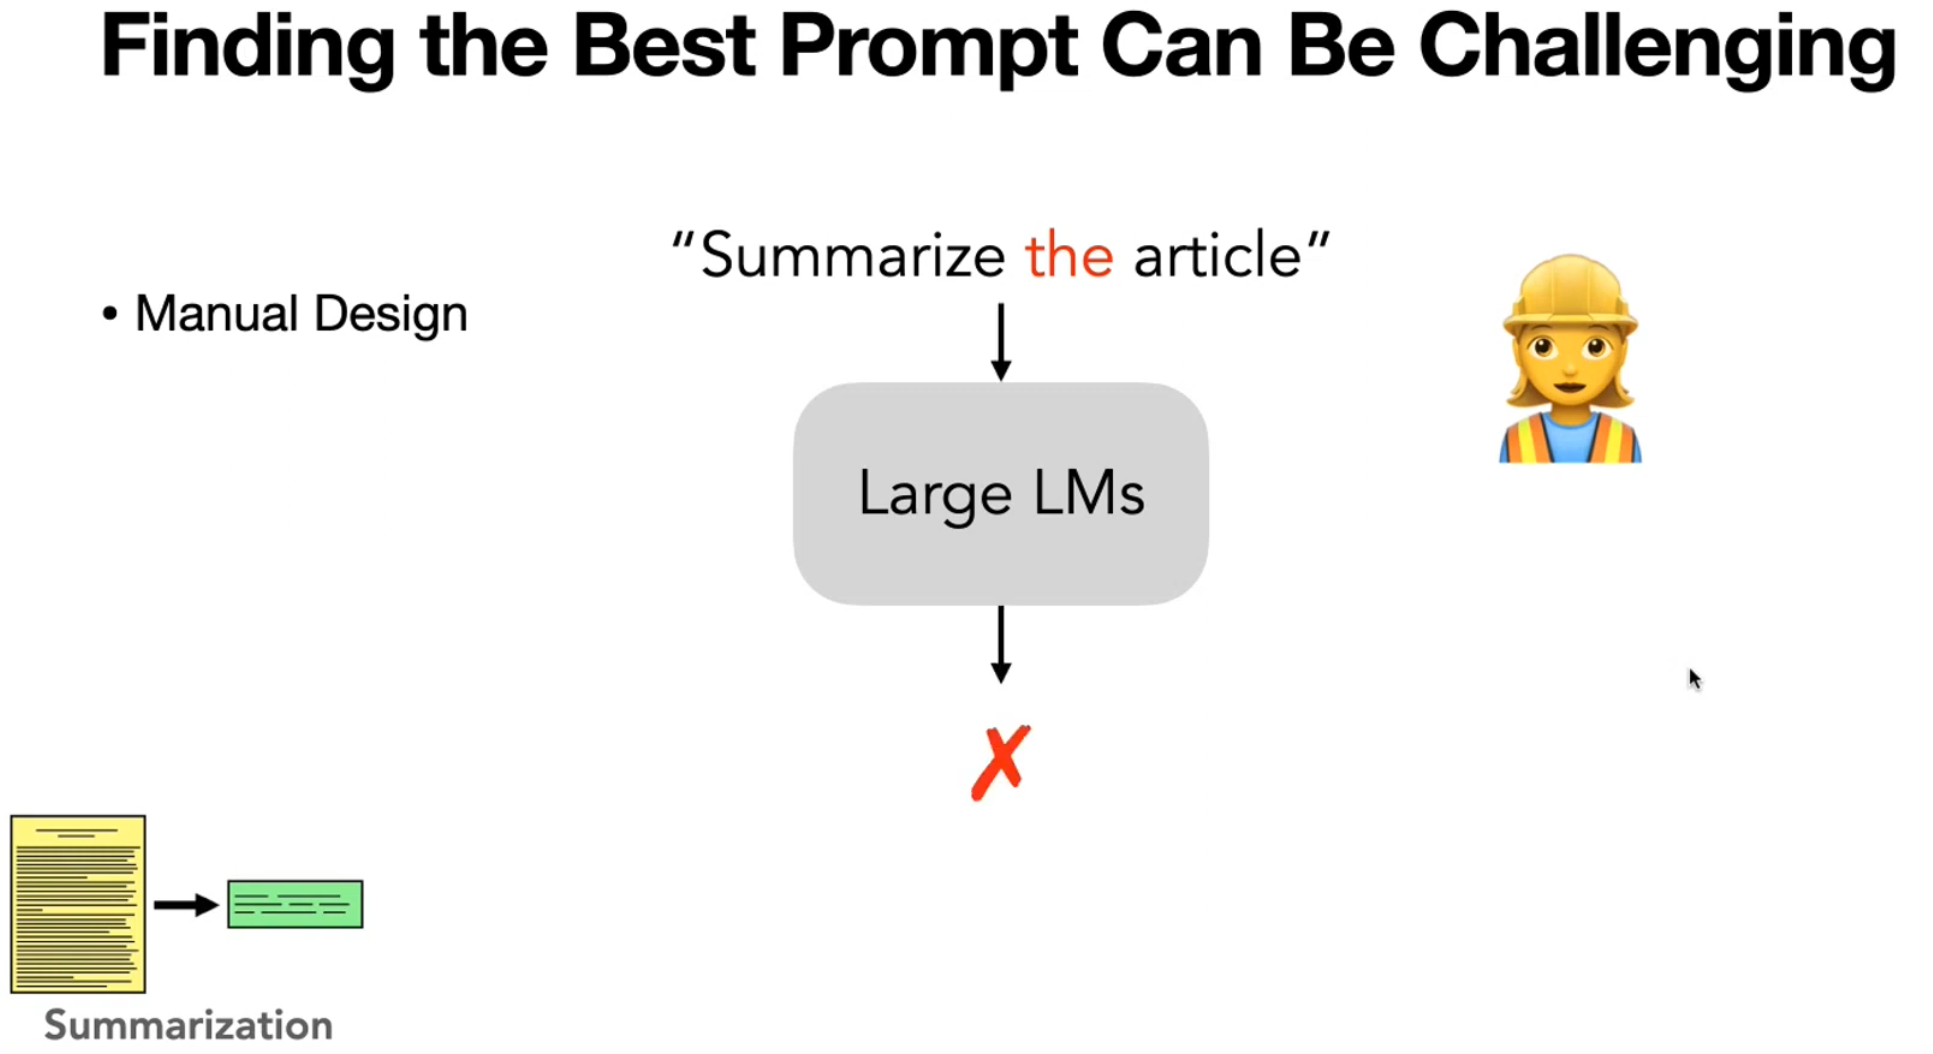 Finding the Best Prompt Can Be Challenging
“Summarize the article”
• Manual Design
Large LMs
✗
Summarization